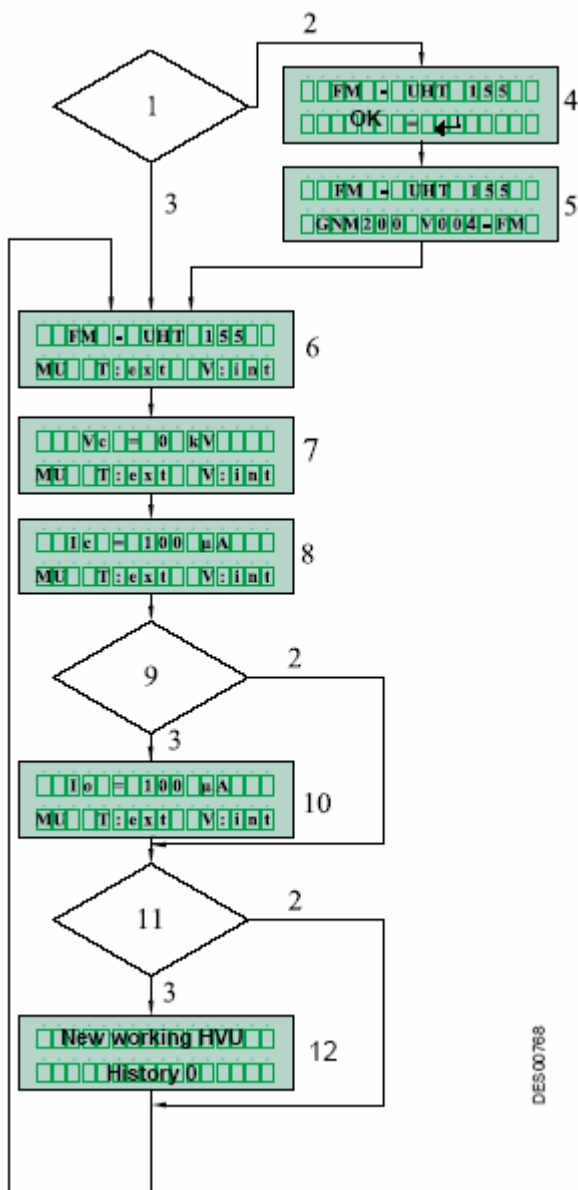 2
1
FM - UHT 155
OK = ↵
4
3
FM - UHT 155
GNM200 V004-FM
5
FM - UHT 155
MU T:ext V:int
6
Vc = 0 kV
MU T:ext V:int
7
Ic = 100 µA
MU T:ext V:int
8
9
2
3
Io = 100 µA
MU T:ext V:int
10
11
2
3
New working HVU
History 0
12
DES00768